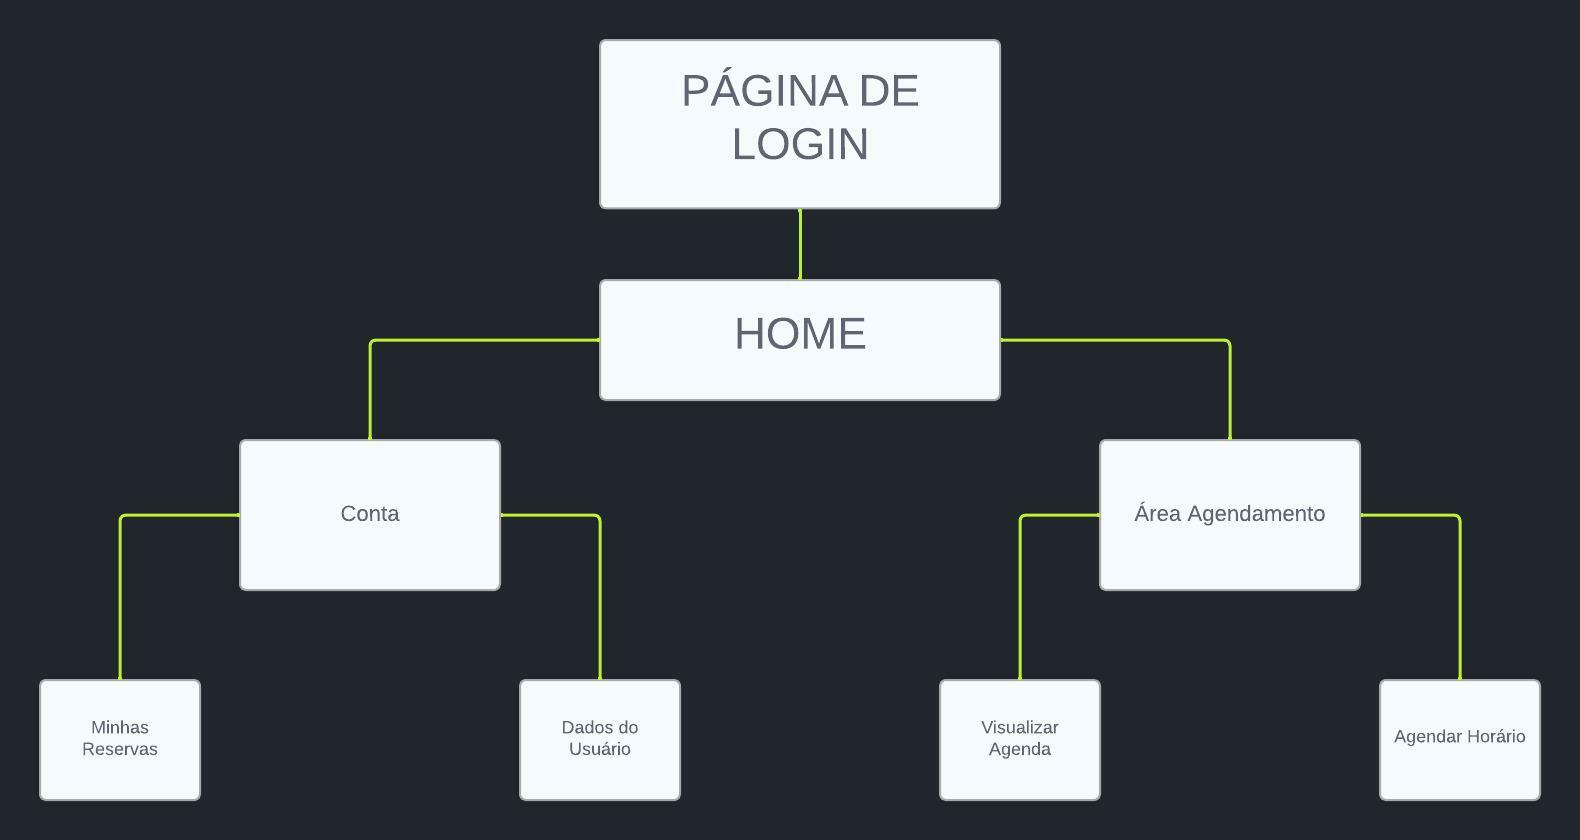 PÁGINA DE
LOGIN
HOME
Conta
Área Agendamento
Minhas
Reservas
Dados do
Usuário
Visualizar
Agenda
Agendar Horário